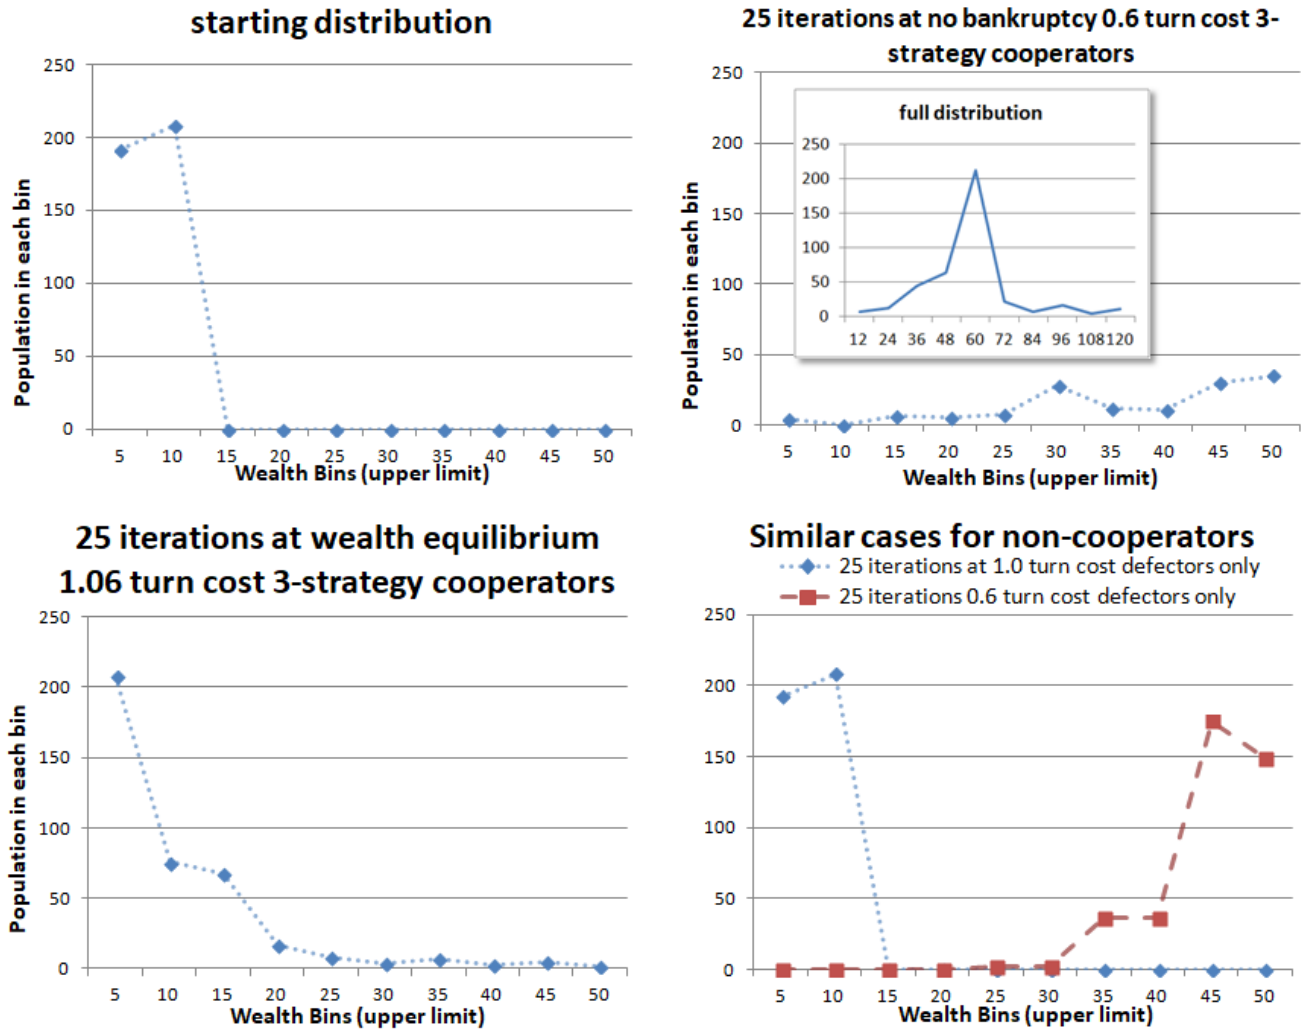 starting distribution
250
200
150
100
50
0
Population in each bin
5 10 15 20 25 30 35 40 45 50
Wealth Bins (upper limit)
25 iterations at no bankruptcy 0.6 turn cost 3-
strategy cooperators
250
200
150
100
50
0
Population in each bin
full distribution
250
200
150
100
50
0
12 24 36 48 60 72 84 96 108 120
5 10 15 20 25 30 35 40 45 50
Wealth Bins (upper limit)
25 iterations at wealth equilibrium
1.06 turn cost 3-strategy cooperators
250
200
150
100
50
0
Population in each bin
5 10 15 20 25 30 35 40 45 50
Wealth Bins (upper limit)
Similar cases for non-cooperators
25 iterations at 1.0 turn cost defectors only
25 iterations 0.6 turn cost defectors only
250
200
150
100
50
0
5 10 15 20 25 30 35 40 45 50
Wealth Bins (upper limit)